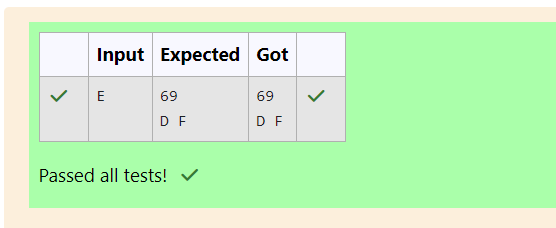 Input Expected Got
E 69 69
D F D F
Passed all tests!